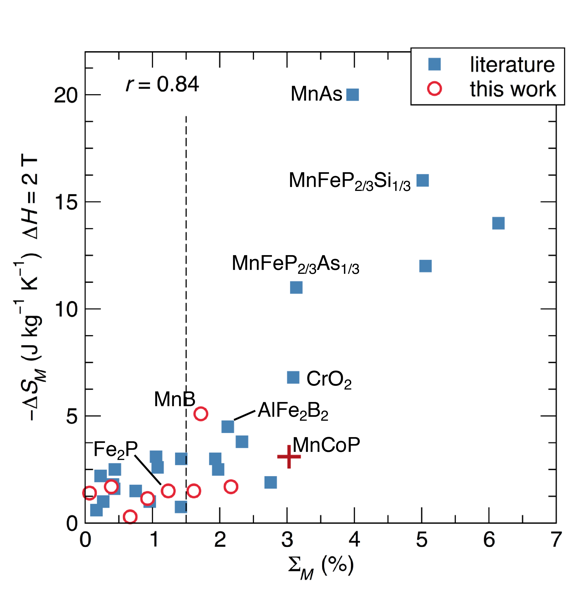 literature
this work
r = 0.84
MnAs
MnFeP2/3Si1/3
MnFeP2/3As1/3
CrO2
MnB
AlFe2B2
Fe2P
MnCoP
20
15
10
5
0
0 1 2 3 4 5 6 7
−ΔSM (J kg−1 K−1) ΔH = 2 T
ΣM (%)